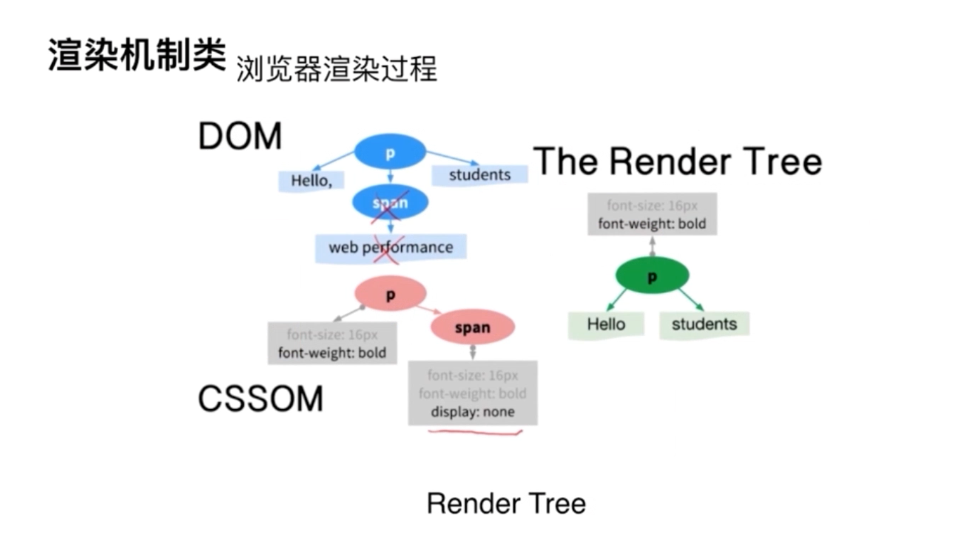 渲染机制类 浏览器渲染过程
DOM
p
Hello,
students
span
web performance
The Render Tree
font-size: 16px
font-weight: bold
p
Hello
students
p
font-size: 16px
font-weight: bold
span
font-size: 16px
font-weight: bold
display: none
CSSOM
Render Tree